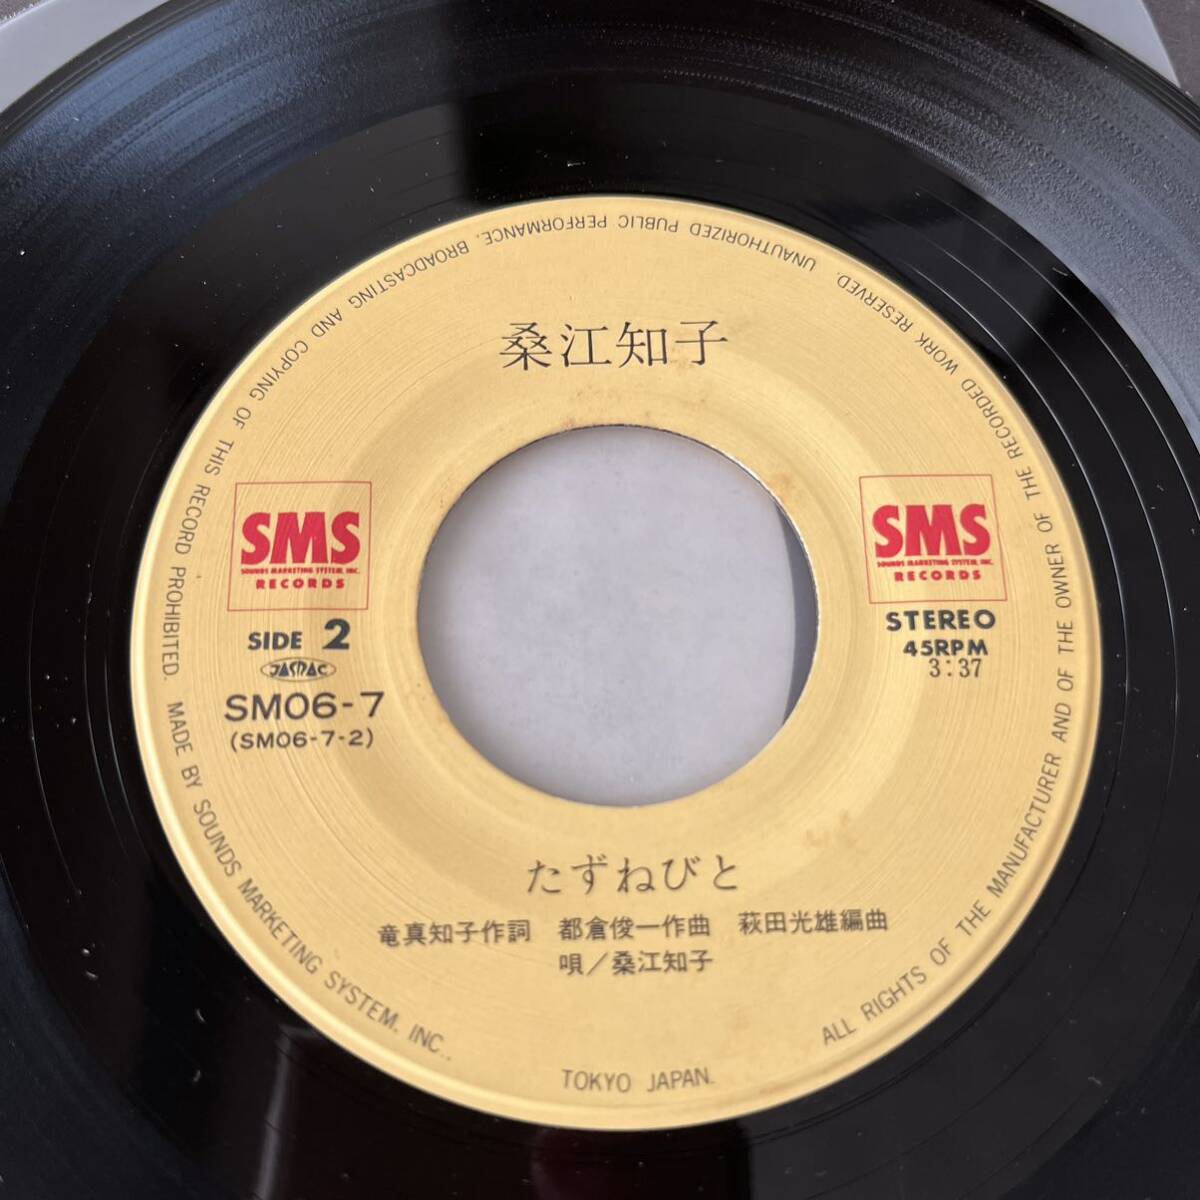 桑江知子
SMS
SOUNDS MARKETING SYSTEM, INC.
RECORDS
SIDE 2
JASRAC
SM06-7
(SM06-7-2)
SMS
SOUNDS MARKETING SYSTEM, INC.
RECORDS
STEREO
45RPM
3:37
たずねびと
竜真知子作詞 都倉俊一作曲 萩田光雄編曲
唄/桑江知子
MADE BY SOUNDS MARKETING SYSTEM, INC., TOKYO JAPAN. ALL RIGHTS OF THE MANUFACTURER AND OF THE OWNER OF THE RECORDED WORK RESERVED. UNAUTHORIZED PUBLIC PERFORMANCE, BROADCASTING AND COPYING OF THIS RECORD PROHIBITED.